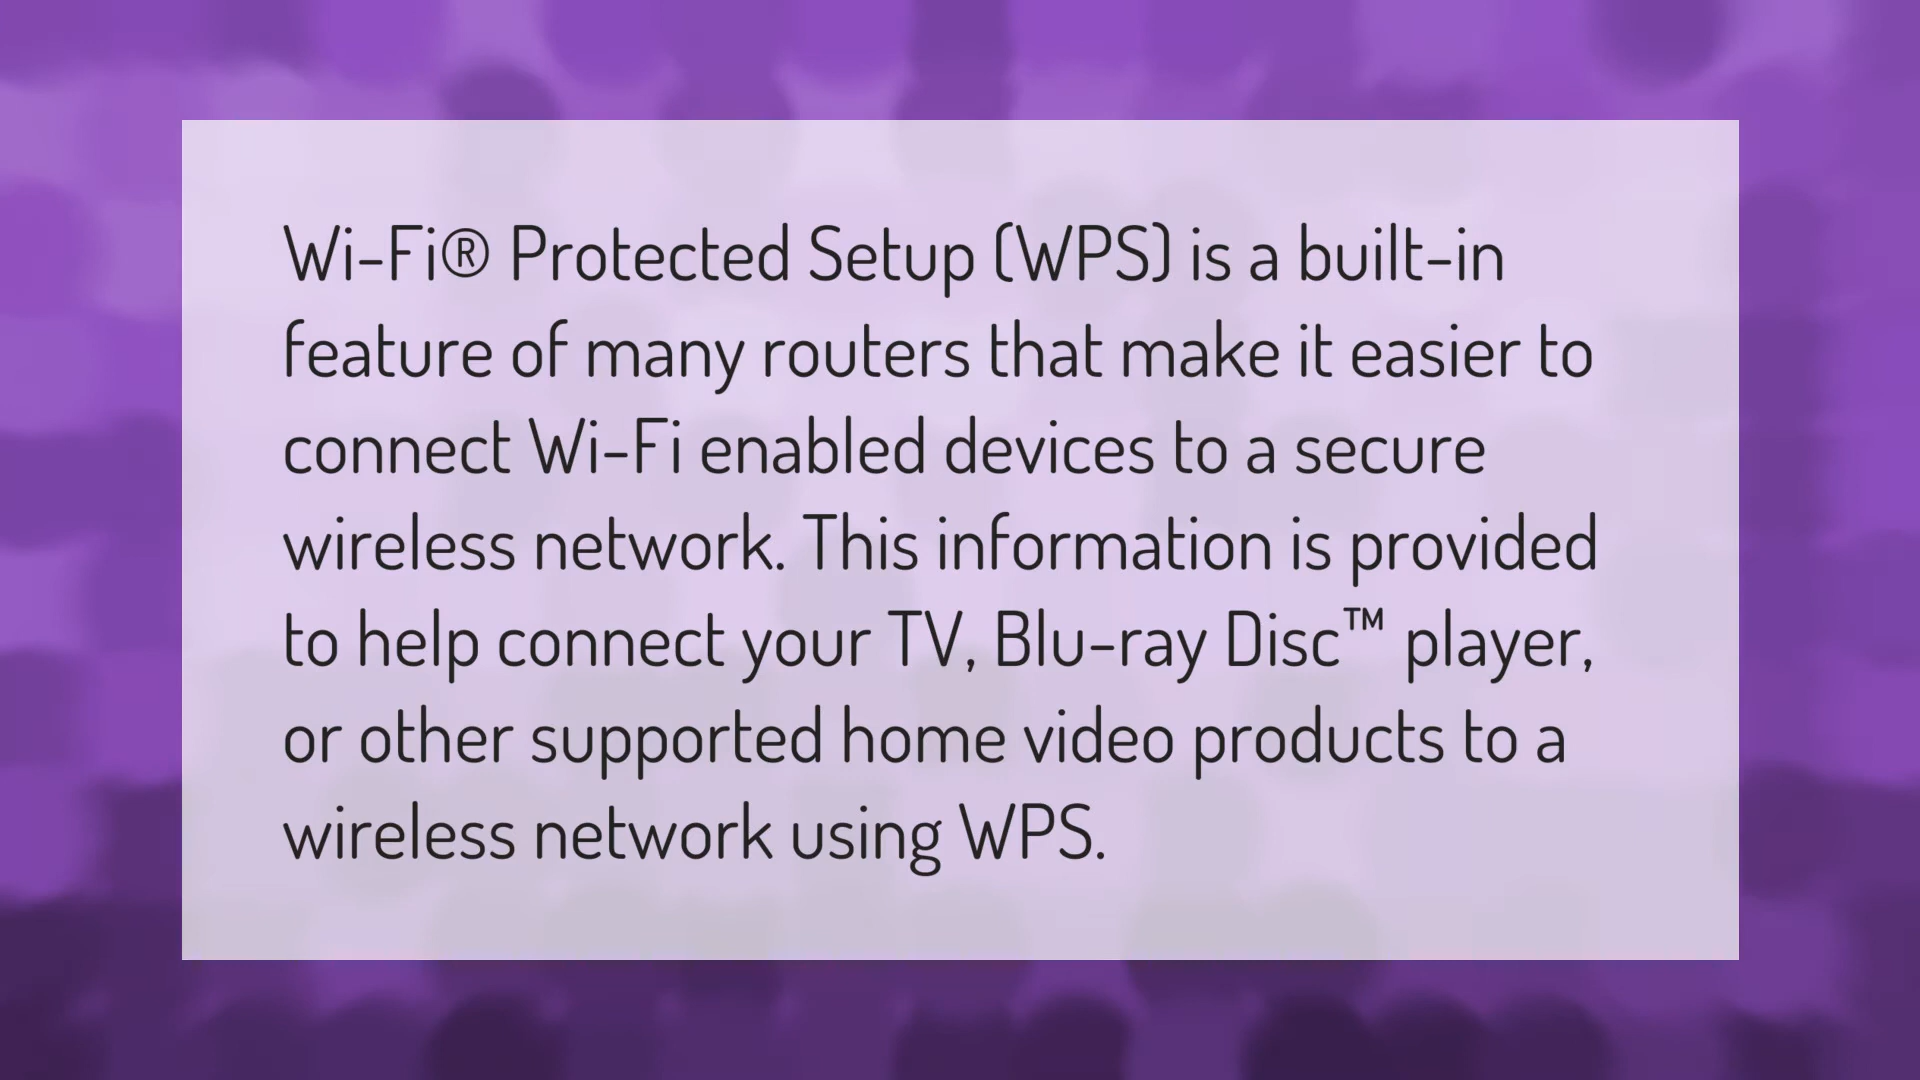 Wi-Fi® Protected Setup (WPS) is a built-in
feature of many routers that make it easier to
connect Wi-Fi enabled devices to a secure
wireless network. This information is provided
to help connect your TV, Blu-ray Disc™ player,
or other supported home video products to a
wireless network using WPS.